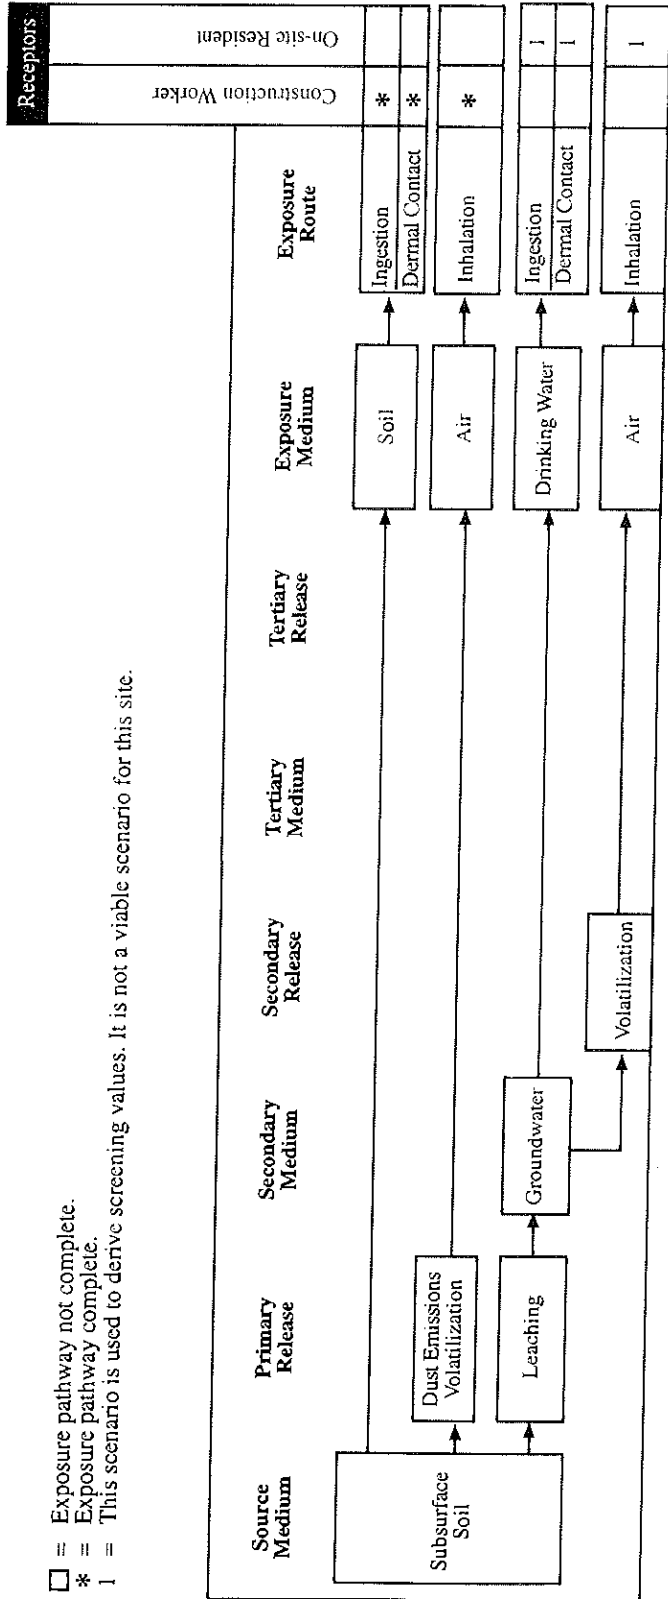 □ = Exposure pathway not complete.
* = Exposure pathway complete.
1 = This scenario is used to derive screening values. It is not a viable scenario for this site.
Receptors
Construction Worker
On-site Resident
Source
Medium
Primary
Release
Secondary
Medium
Secondary
Release
Tertiary
Medium
Tertiary
Release
Exposure
Medium
Exposure
Route
Subsurface
Soil
Soil
Ingestion *
Dermal Contact *
Dust Emissions
Volatilization
Air
Inhalation *
Leaching
Groundwater
Drinking Water
Ingestion 1
Dermal Contact 1
Volatilization
Air
Inhalation 1